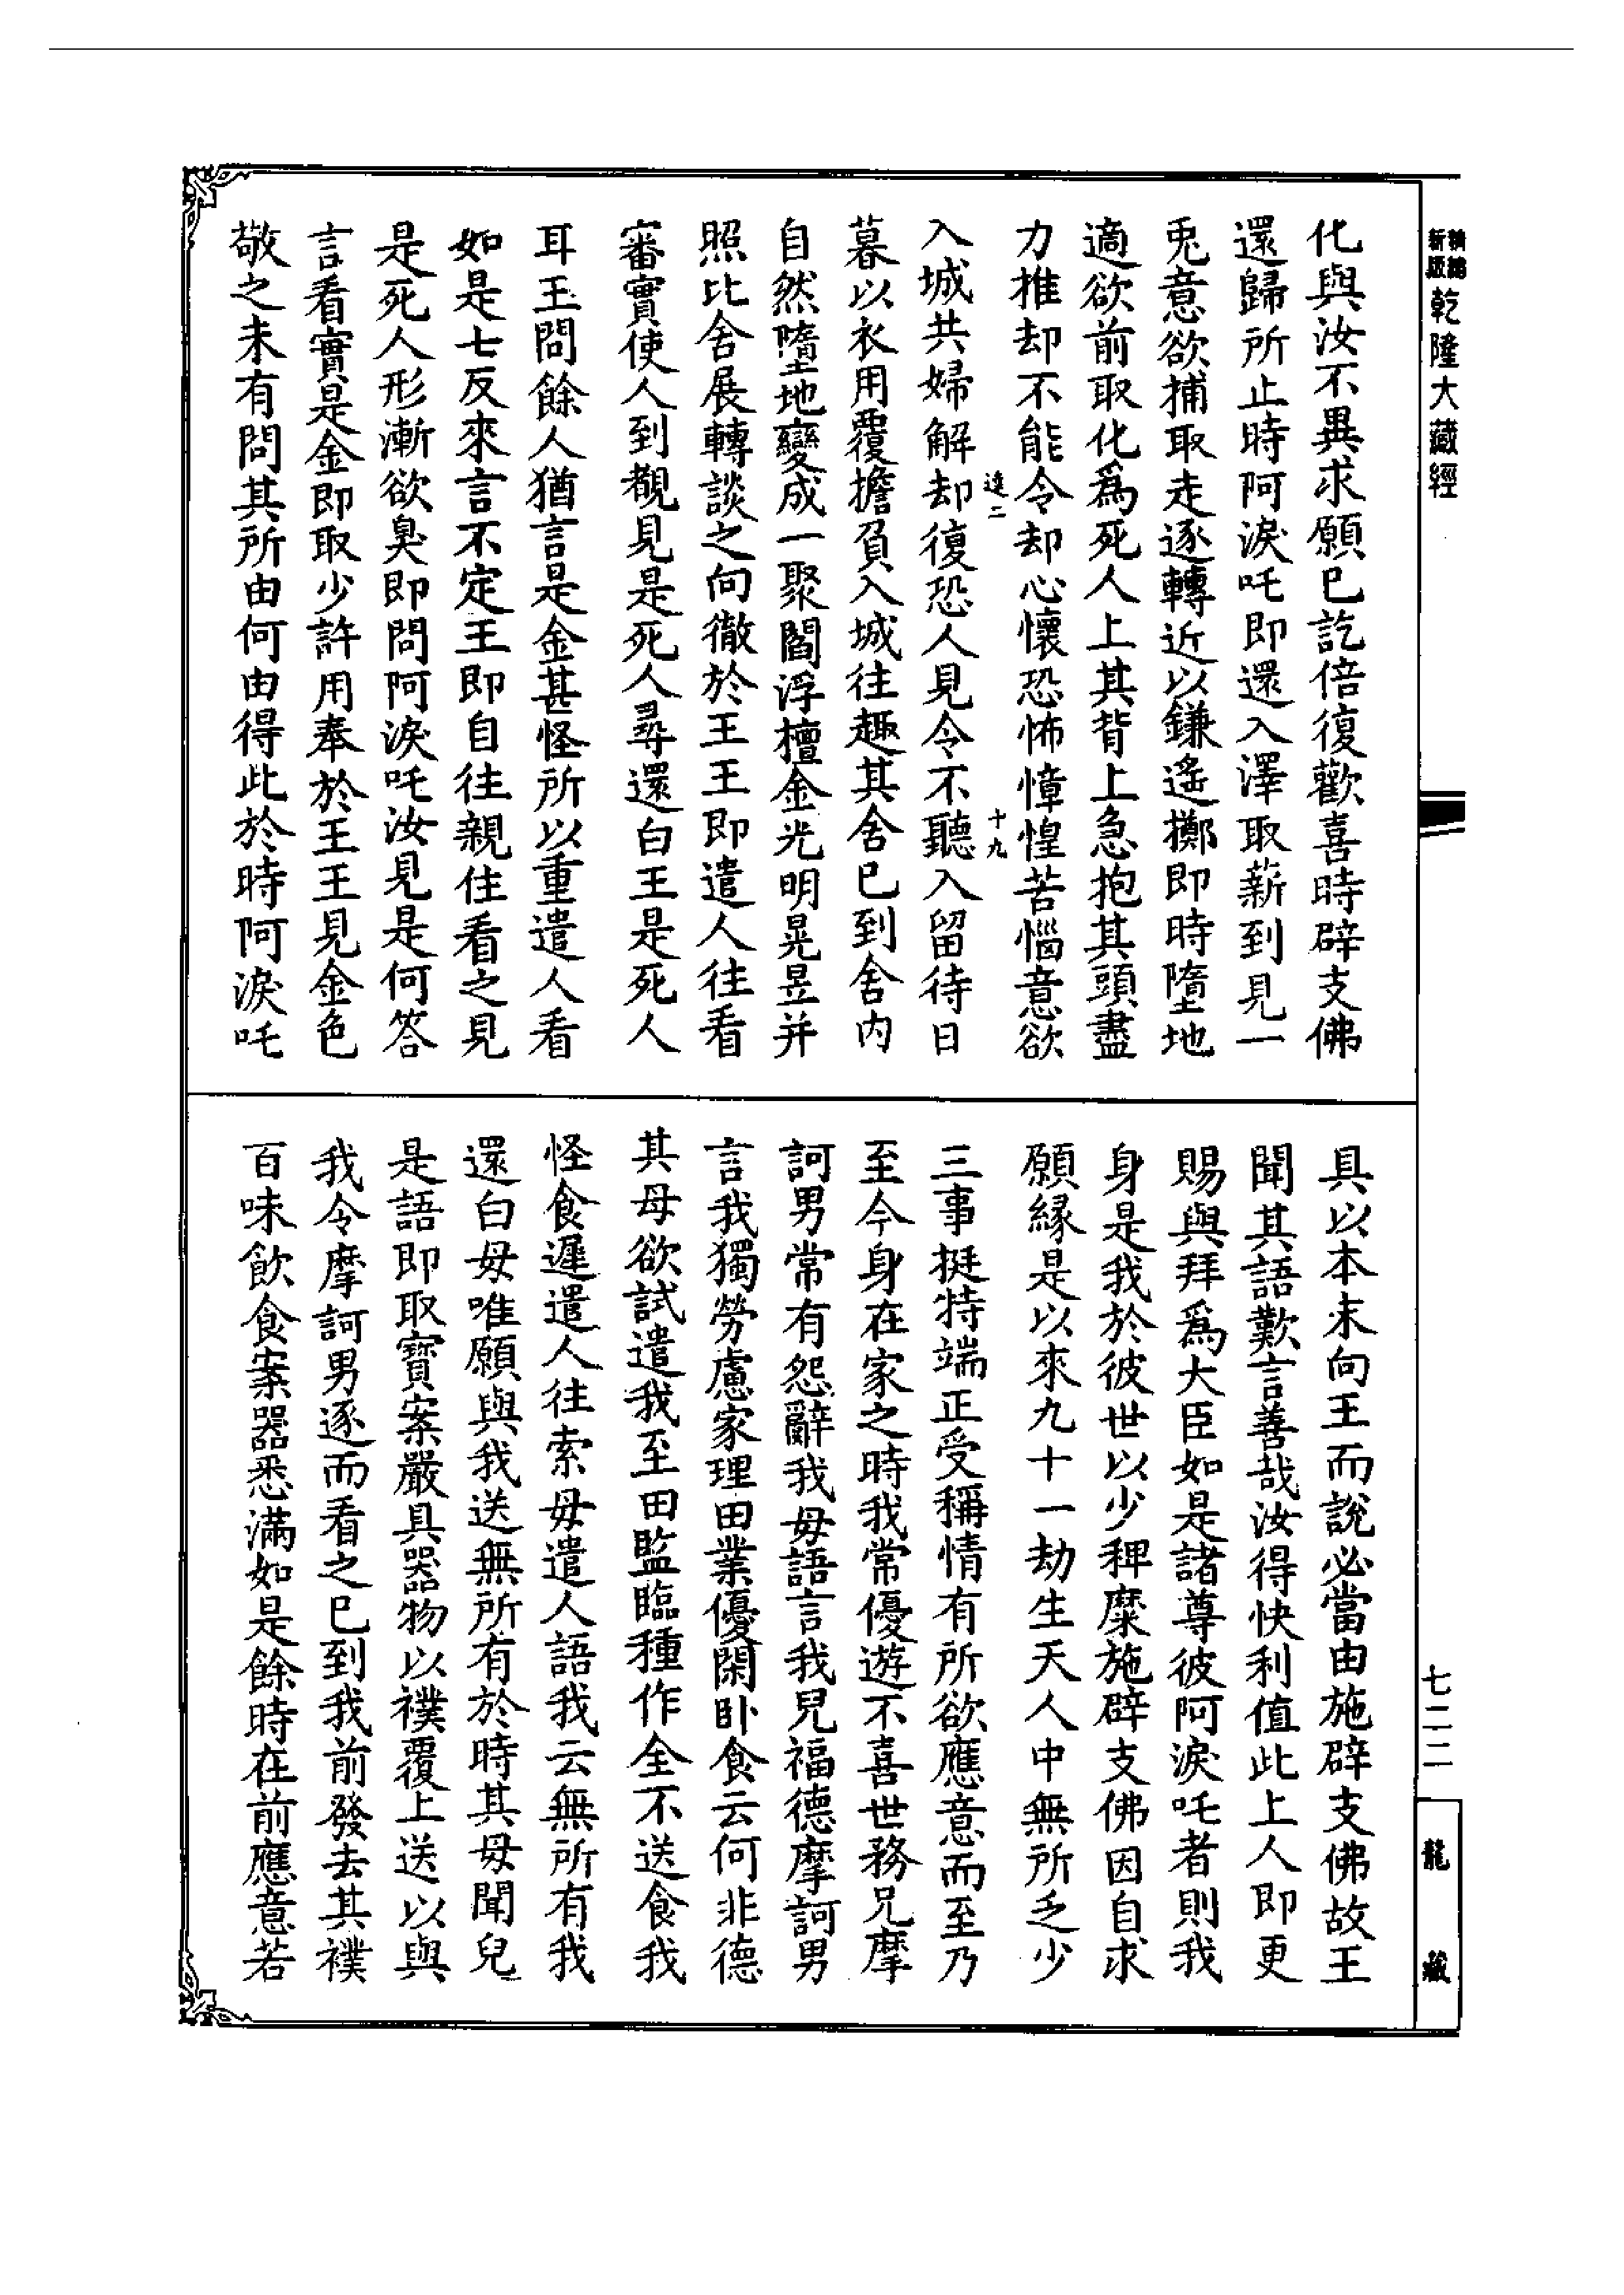 精編
新版
乾隆大藏經
化與汝不異求願已訖倍復歡喜時辟支佛
還歸所止時阿淚吒即還入澤取薪到見一
兎意欲捕取走逐轉近以鎌遙擲即時墮地
適欲前取化爲死人上其背上急抱其頭盡
力推却不能令却心懷恐怖慞惶苦惱意欲
達二
十九
入城共婦解却復恐人見令不聽入留待日
暮以衣用覆擔負入城往趣其舍已到舍內
自然墮地變成一聚閻浮檀金光明晃昱并
照比舍展轉談之向徹於王王即遣人往看
審實使人到覩見是死人尋還白王是死人
耳王問餘人猶言是金甚怪所以重遣人看
如是七反來言不定王即自往親住看之見
是死人形漸欲臭即問阿淚吒汝見是何答
言看實是金即取少許用奉於王王見金色
敬之未有問其所由何由得此於時阿淚吒
具以本末向王而說必當由施辟支佛故王
聞其語歎言善哉汝得快利值此上人即更
賜與拜爲大臣如是諸尊彼阿淚吒者則我
身是我於彼世以少稗糜施辟支佛因自求
願緣是以來九十一劫生天人中無所乏少
三事挺特端正受稱情有所欲應意而至乃
至今身在家之時我常優遊不喜世務兄摩
訶男常有怨辭我母語言我兒福德摩訶男
言我獨勞慮家理田業優閑卧食云何非德
其母欲試遣我至田監臨種作全不送食我
怪食遲遣人往索母遣人語我云無所有我
還白母唯願與我送無所有於時其母聞兒
是語即取寶案嚴具器物以襆覆上送以與
我令摩訶男逐而看之已到我前發去其襆
百味飲食案器悉滿如是餘時在前應意若
七二二
龍藏